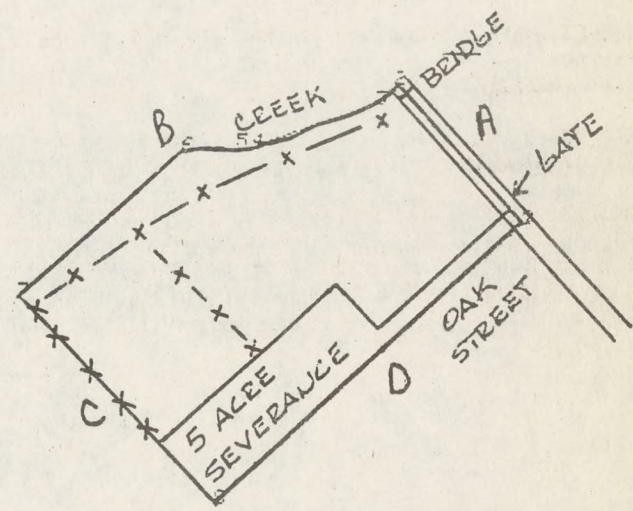 BRIDGE
CREEK
B
A
GATE
OAK
STREET
5 ACRE
SEVERANCE
D
C